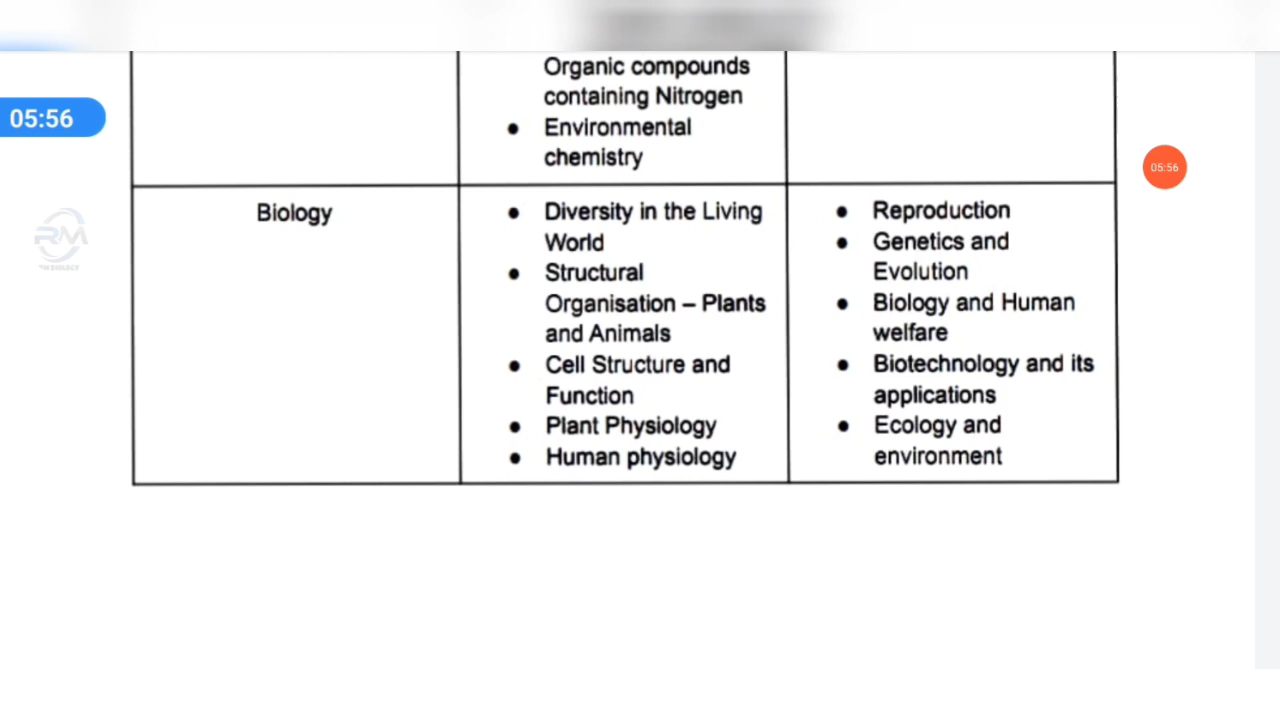 Organic compounds
containing Nitrogen
● Environmental
chemistry
05:56
05:56
RM
Biology
● Diversity in the Living
World
● Structural
Organisation – Plants
and Animals
● Cell Structure and
Function
● Plant Physiology
● Human physiology
● Reproduction
● Genetics and
Evolution
● Biology and Human
welfare
● Biotechnology and its
applications
● Ecology and
environment